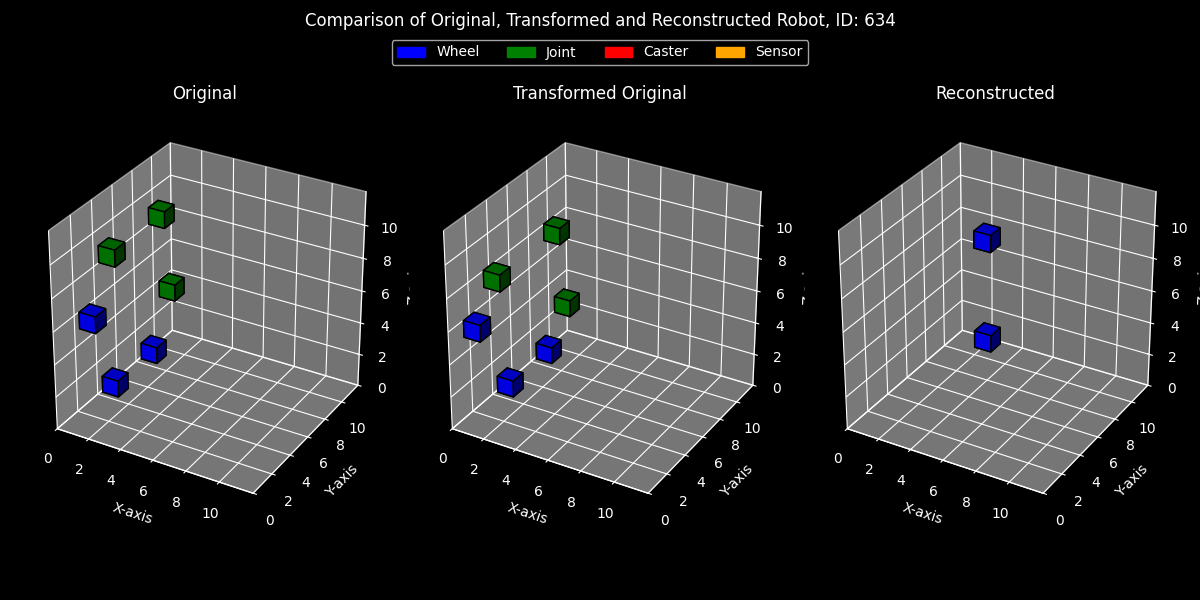 Comparison of Original, Transformed and Reconstructed Robot, ID: 634
Wheel Joint Caster Sensor
Original Transformed Original Reconstructed
10 10 10
8 8 8
6 6 6
4 4 4
2 2 2
0 0 0
10 10 10
8 8 8
6 6 6
4 4 4
2 2 2
0 0 0
0 2 4 6 8 10 0 2 4 6 8 10 0 2 4 6 8 10
X-axis Y-axis X-axis Y-axis X-axis Y-axis